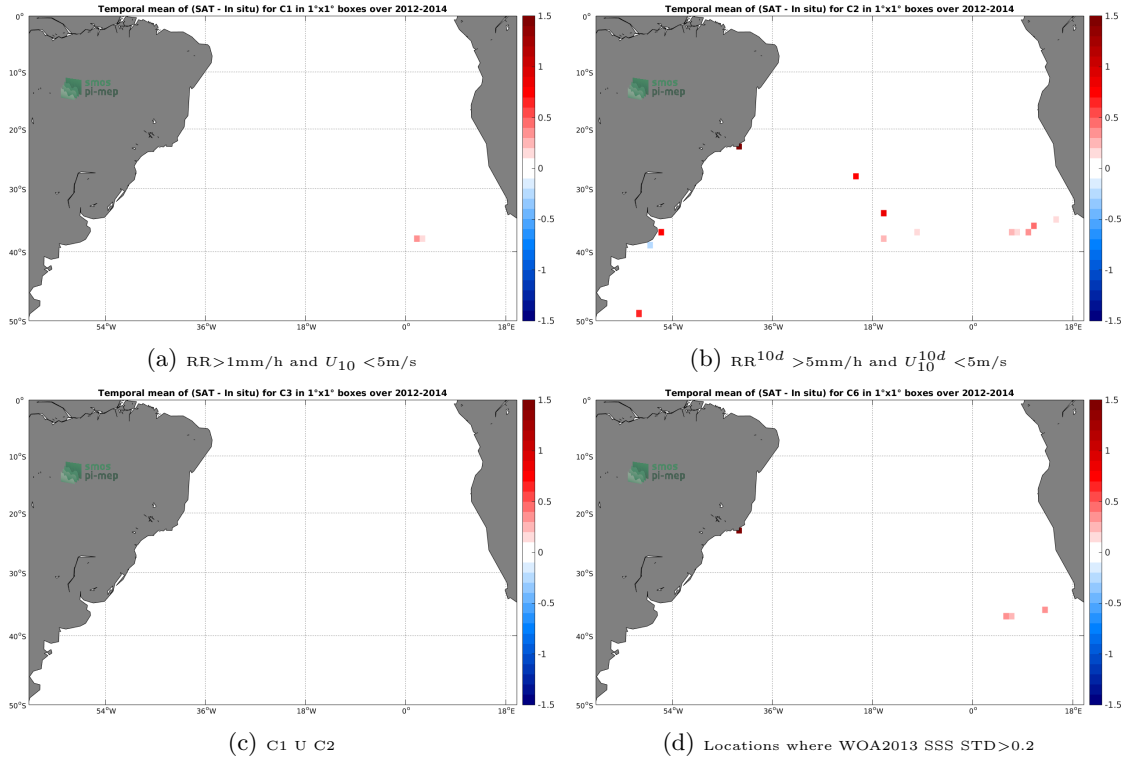 Temporal mean of (SAT - In situ) for C1 in 1°x1° boxes over 2012-2014
0°
10°S
20°S
30°S
40°S
50°S
54°W
36°W
18°W
0°
18°E
1.5
1
0.5
0
-0.5
-1
-1.5
smos
pi-mep
(a) RR>1mm/h and U10 <5m/s
Temporal mean of (SAT - In situ) for C2 in 1°x1° boxes over 2012-2014
0°
10°S
20°S
30°S
40°S
50°S
54°W
36°W
18°W
0°
18°E
1.5
1
0.5
0
-0.5
-1
-1.5
smos
pi-mep
(b) RR^10d >5mm/h and U10^10d <5m/s
Temporal mean of (SAT - In situ) for C3 in 1°x1° boxes over 2012-2014
0°
10°S
20°S
30°S
40°S
50°S
54°W
36°W
18°W
0°
18°E
1.5
1
0.5
0
-0.5
-1
-1.5
smos
pi-mep
(c) C1 U C2
Temporal mean of (SAT - In situ) for C6 in 1°x1° boxes over 2012-2014
0°
10°S
20°S
30°S
40°S
50°S
54°W
36°W
18°W
0°
18°E
1.5
1
0.5
0
-0.5
-1
-1.5
smos
pi-mep
(d) Locations where WOA2013 SSS STD>0.2